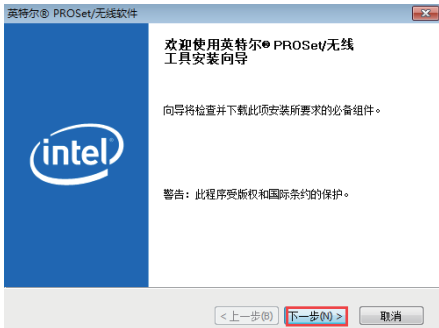 英特尔® PROSet/无线软件
欢迎使用英特尔® PROSet/无线
工具安装向导
向导将检查并下载此项安装所要求的必备组件。
intel
警告：此程序受版权和国际条约的保护。
<上一步(B)
下一步(N) >
取消